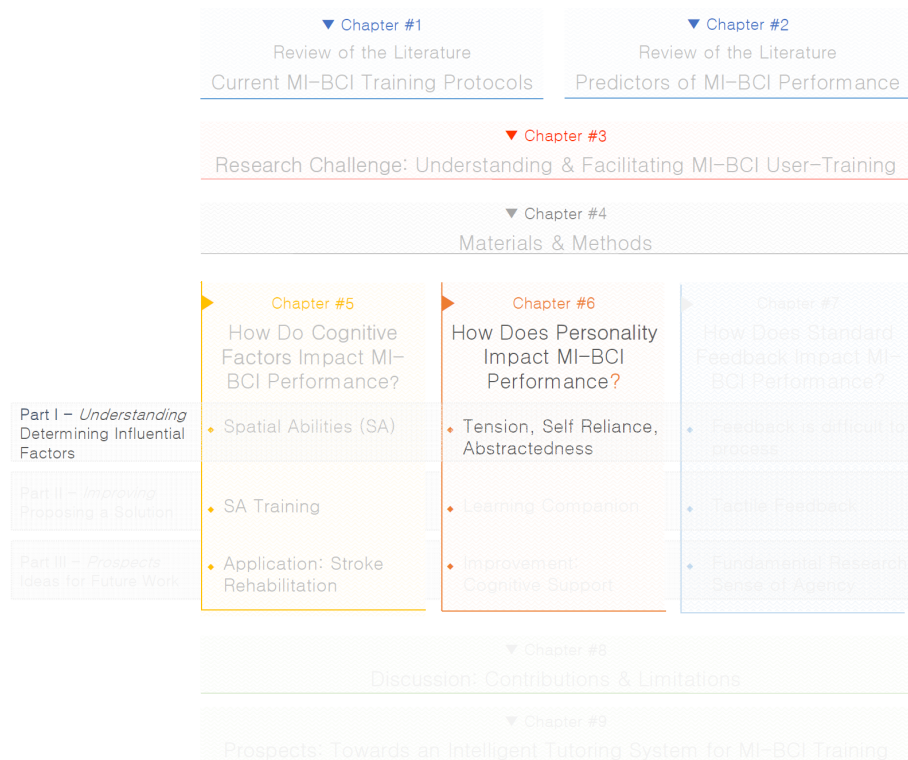 ▼ Chapter #1
Review of the Literature
Current MI-BCI Training Protocols
▼ Chapter #2
Review of the Literature
Predictors of MI-BCI Performance
▼ Chapter #3
Research Challenge: Understanding & Facilitating MI-BCI User-Training
▼ Chapter #4
Materials & Methods
Chapter #5
How Do Cognitive
Factors Impact MI-
BCI Performance?
Chapter #6
How Does Personality
Impact MI-BCI
Performance?
Chapter #7
How Does Standard
Feedback Impact MI-
BCI Performance?
Part I - Understanding
Determining Influential
Factors
Spatial Abilities (SA)
Tension, Self Reliance,
Abstractedness
Feedback is difficult to
process
Part II - Improving
Proposing a Solution
SA Training
Learning Companion
Tactile Feedback
Part III - Prospects
Ideas for Future Work
Application: Stroke
Rehabilitation
Improvement:
Cognitive Support
Fundamental Research
Sense of Agency
▼ Chapter #8
Discussion: Contributions & Limitations
▼ Chapter #9
Prospects: Towards an Intelligent Tutoring System for MI-BCI Training